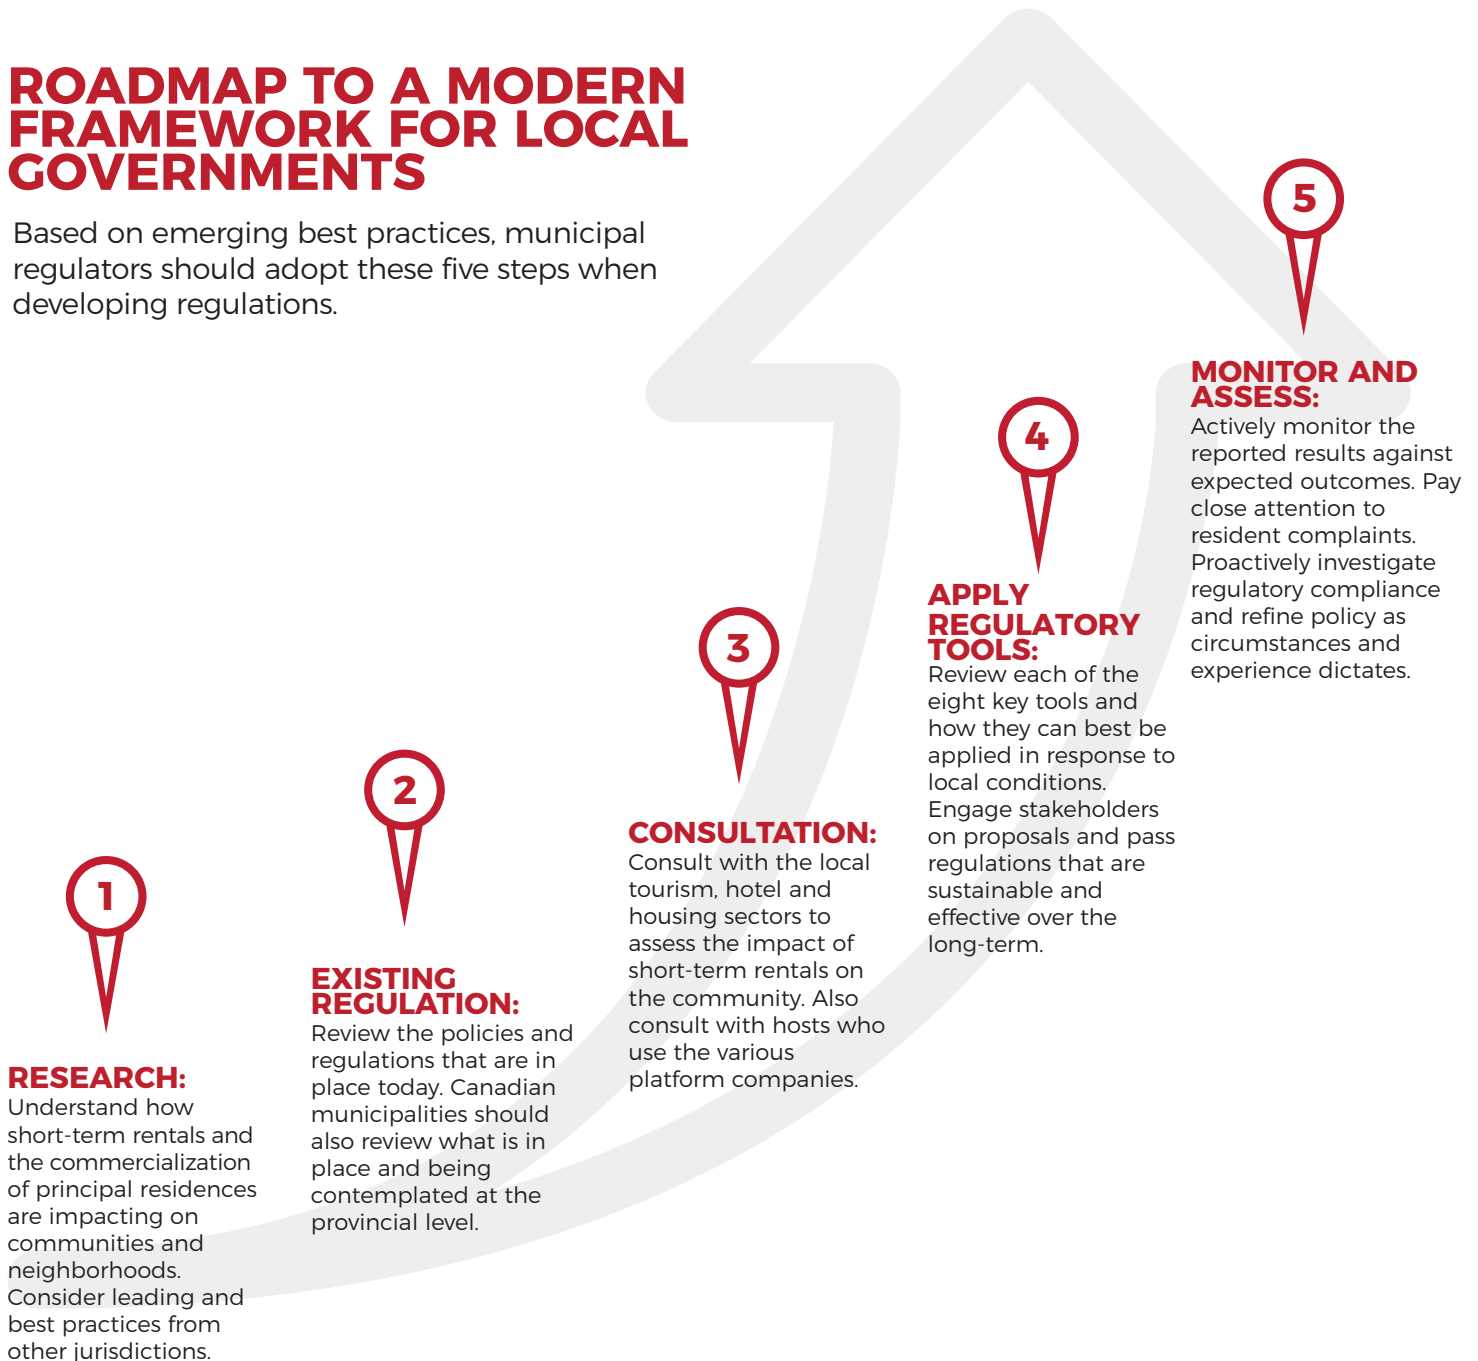 ROADMAP TO A MODERN
FRAMEWORK FOR LOCAL
GOVERNMENTS
Based on emerging best practices, municipal
regulators should adopt these five steps when
developing regulations.
1
RESEARCH:
Understand how
short-term rentals and
the commercialization
of principal residences
are impacting on
communities and
neighborhoods.
Consider leading and
best practices from
other jurisdictions.
2
EXISTING
REGULATION:
Review the policies and
regulations that are in
place today. Canadian
municipalities should
also review what is in
place and being
contemplated at the
provincial level.
3
CONSULTATION:
Consult with the local
tourism, hotel and
housing sectors to
assess the impact of
short-term rentals on
the community. Also
consult with hosts who
use the various
platform companies.
4
APPLY
REGULATORY
TOOLS:
Review each of the
eight key tools and
how they can best be
applied in response to
local conditions.
Engage stakeholders
on proposals and pass
regulations that are
sustainable and
effective over the
long-term.
5
MONITOR AND
ASSESS:
Actively monitor the
reported results against
expected outcomes. Pay
close attention to
resident complaints.
Proactively investigate
regulatory compliance
and refine policy as
circumstances and
experience dictates.